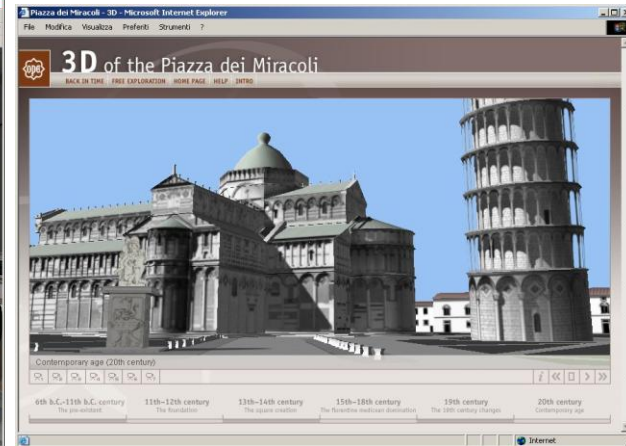 Piazza dei Miracoli - 3D - Microsoft Internet Explorer
File Modifica Visualizza Preferiti Strumenti ?
ope
3D of the Piazza dei Miracoli
BACK IN TIME FREE EXPLORATION HOME PAGE HELP INTRO
Contemporary age (20th century)
i
6th b.C.-11th b.C. century 11th-12th century 13th-14th century 15th-18th century 19th century 20th century
The pre-existent The foundation The square creation The florentine medicean domination The 19th century changes Contemporary age
Internet